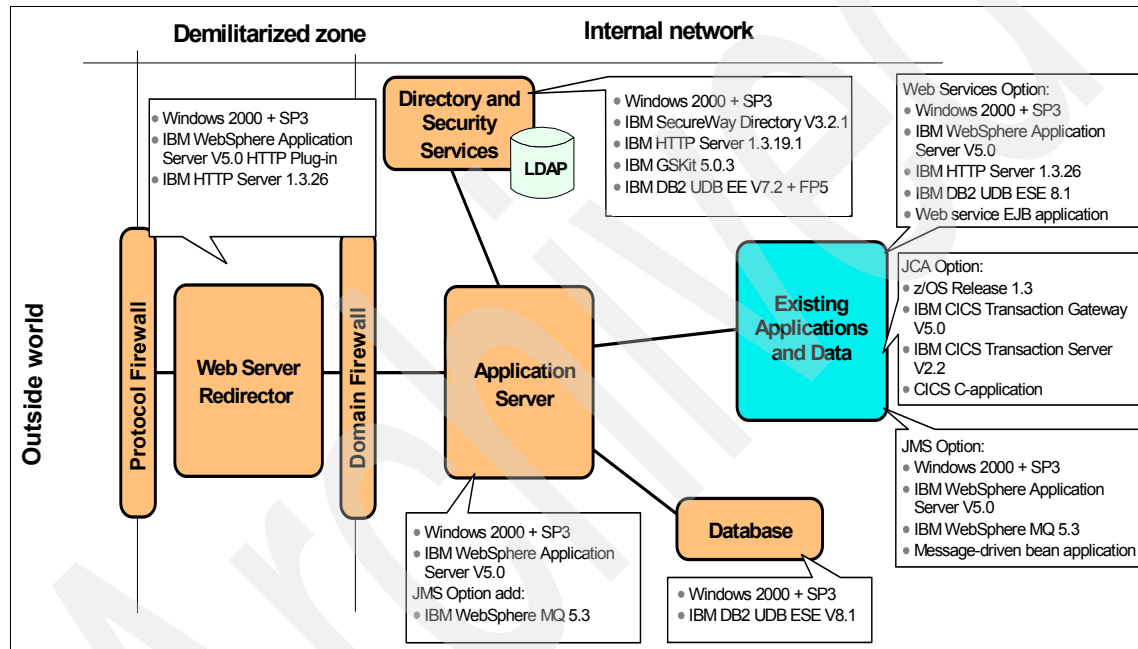 Demilitarized zone
Internal network
Outside world
Protocol Firewall
• Windows 2000 + SP3
• IBM WebSphere Application
Server V5.0 HTTP Plug-in
• IBM HTTP Server 1.3.26
Web Server
Redirector
Domain Firewall
Directory and
Security
Services
LDAP
• Windows 2000 + SP3
• IBM SecureWay Directory V3.2.1
• IBM HTTP Server 1.3.19.1
• IBM GSKit 5.0.3
• IBM DB2 UDB EE V7.2 + FP5
Application
Server
• Windows 2000 + SP3
• IBM WebSphere Application
Server V5.0
JMS Option add:
• IBM WebSphere MQ 5.3
Database
• Windows 2000 + SP3
• IBM DB2 UDB ESE V8.1
Existing
Applications
and Data
Web Services Option:
• Windows 2000 + SP3
• IBM WebSphere Application
Server V5.0
• IBM HTTP Server 1.3.26
• IBM DB2 UDB ESE 8.1
• Web service EJB application
JCA Option:
• z/OS Release 1.3
• IBM CICS Transaction Gateway
V5.0
• IBM CICS Transaction Server
V2.2
• CICS C-application
JMS Option:
• Windows 2000 + SP3
• IBM WebSphere Application
Server V5.0
• IBM WebSphere MQ 5.3
• Message-driven bean application
Archived